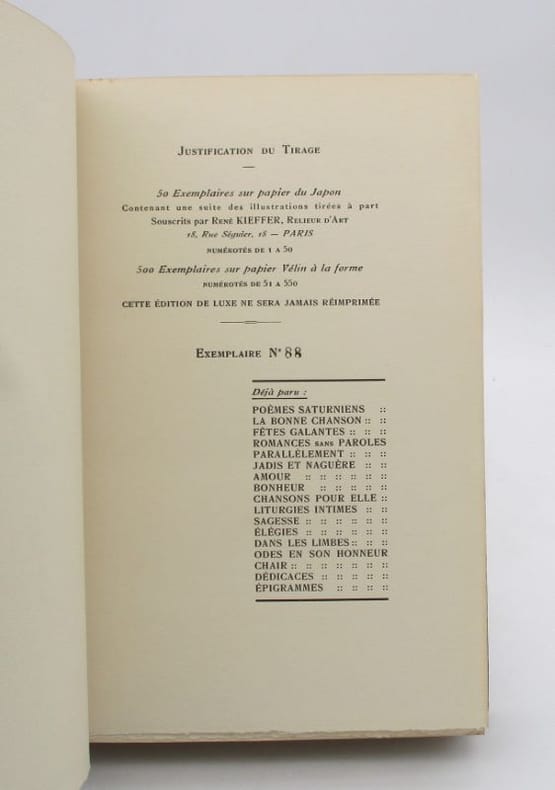 Justification du Tirage
50 Exemplaires sur papier du Japon
Contenant une suite des illustrations tirées à part
Souscrits par René KIEFFER, Relieur d'Art
18, Rue Séguier, 18 — PARIS
numérotés de 1 a 50
500 Exemplaires sur papier Vélin à la forme
numérotés de 51 a 550
CETTE ÉDITION DE LUXE NE SERA JAMAIS RÉIMPRIMÉE
Exemplaire N° 88
Déjà paru :
POÈMES SATURNIENS ::
LA BONNE CHANSON :: ::
FÊTES GALANTES :: :: ::
ROMANCES sans PAROLES
PARALLÈLEMENT :: :: ::
JADIS ET NAGUÈRE :: ::
AMOUR :: :: :: :: :: ::
BONHEUR :: :: :: :: ::
CHANSONS POUR ELLE ::
LITURGIES INTIMES :: ::
SAGESSE :: :: :: :: :: ::
ÉLÉGIES :: :: :: :: :: ::
DANS LES LIMBES :: :: ::
ODES EN SON HONNEUR
CHAIR :: :: :: :: :: :: ::
DÉDICACES :: :: :: :: ::
ÉPIGRAMMES :: :: :: ::